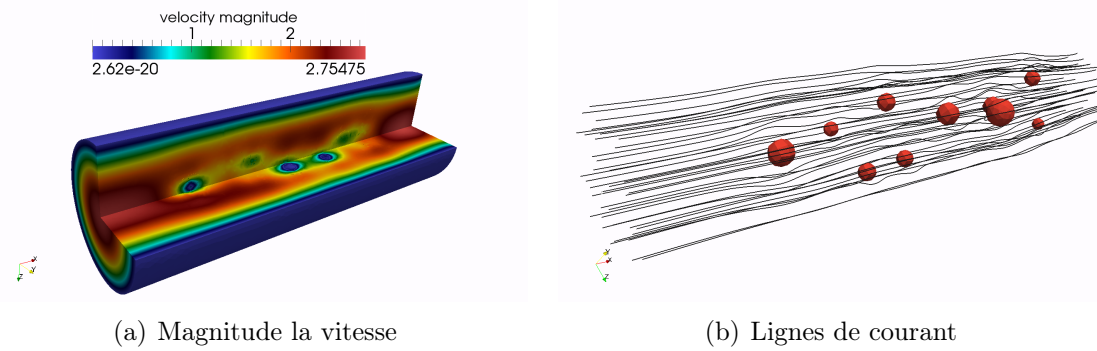 velocity magnitude
1 2
2.62e-20 2.75475
X
Y
Z
Y
X
Z
(a) Magnitude la vitesse
(b) Lignes de courant